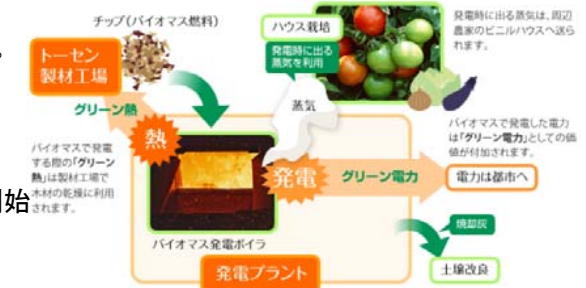 チップ(バイオマス燃料)
トーセン
製材工場
グリーン熱
熱
バイオマスで発電
する際の「グリーン
熱」は製材工場で
木材の乾燥に利用
されます。
始
バイオマス発電ボイラ
発電プラント
ハウス栽培
発電時に出る
蒸気を利用
蒸気
発電時に出る蒸気は、周辺
農家のビニルハウスへ送ら
れます。
発電
グリーン電力
バイオマスで発電した電力
は「グリーン電力」としての価
値が付加されます。
電力は都市へ
焼却灰
土壌改良